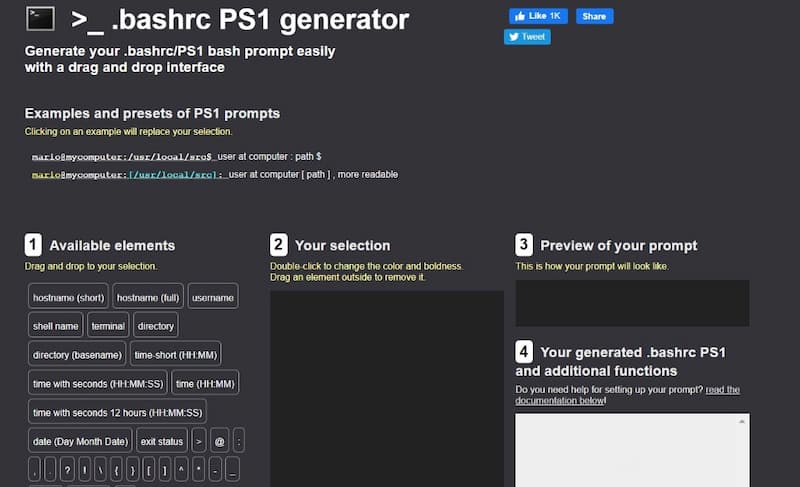 >_ .bashrc PS1 generator
Like 1K
Share
Tweet
Generate your .bashrc/PS1 bash prompt easily
with a drag and drop interface
Examples and presets of PS1 prompts
Clicking on an example will replace your selection.
mario@mycomputer:/usr/local/src$ user at computer : path $
mario@mycomputer:[/usr/local/src]: user at computer [ path ] , more readable
1 Available elements
Drag and drop to your selection.
hostname (short) hostname (full) username
shell name terminal directory
directory (basename) time-short (HH:MM)
time with seconds (HH:MM:SS) time (HH:MM)
time with seconds 12 hours (HH:MM:SS)
date (Day Month Date) exit status > @ :
, . ? ! \ { } [ ] ^ * - _
2 Your selection
Double-click to change the color and boldness.
Drag an element outside to remove it.
3 Preview of your prompt
This is how your prompt will look like.
4 Your generated .bashrc PS1
and additional functions
Do you need help for setting up your prompt? read the
documentation below!